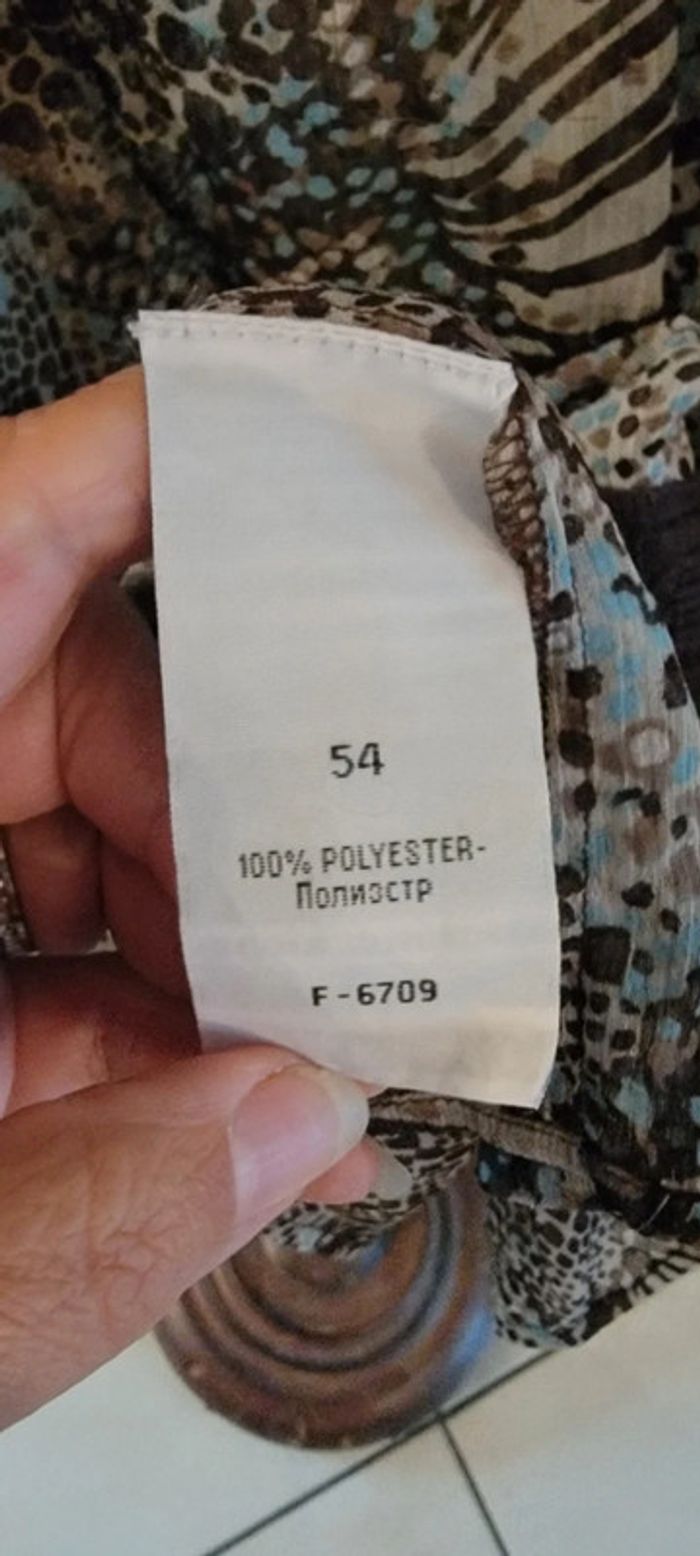 54
100% POLYESTER-
Полиэстр
F-6709